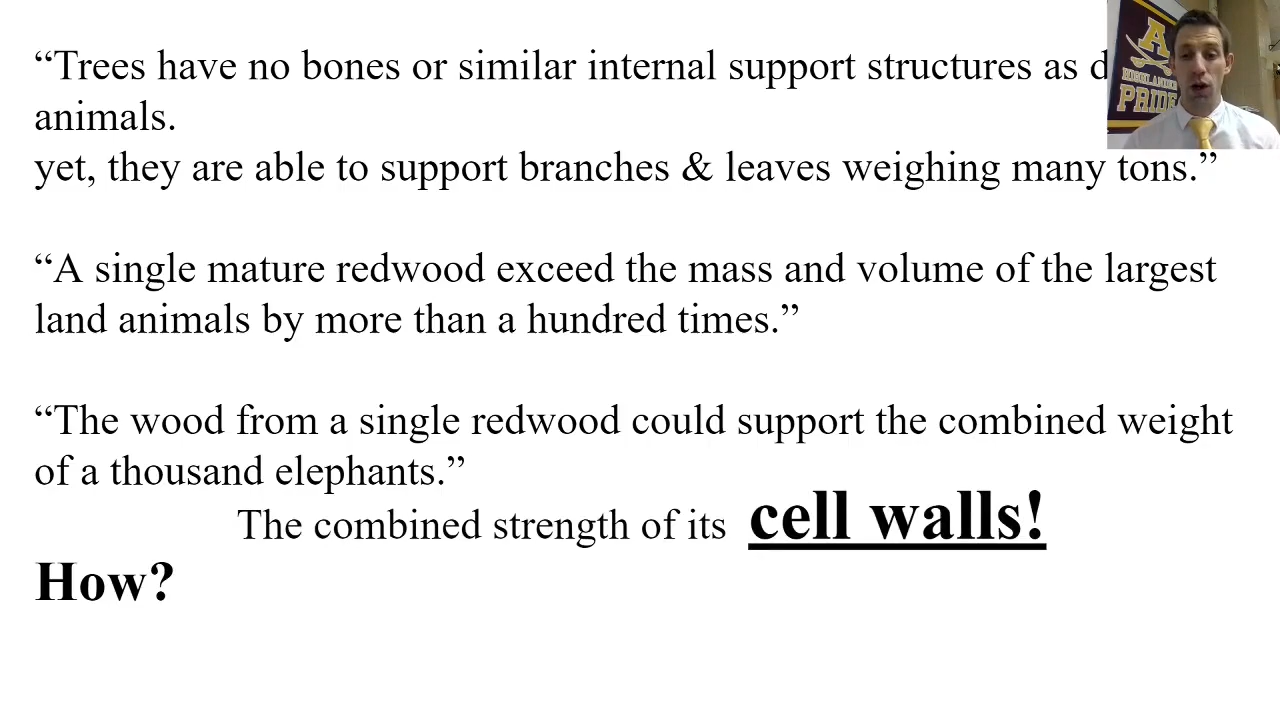 “Trees have no bones or similar internal support structures as
animals.
yet, they are able to support branches & leaves weighing many tons.”
“A single mature redwood exceed the mass and volume of the largest
land animals by more than a hundred times.”
“The wood from a single redwood could support the combined weight
of a thousand elephants.”
The combined strength of its cell walls!
How?
A
HIGHLANDER
PRIDE